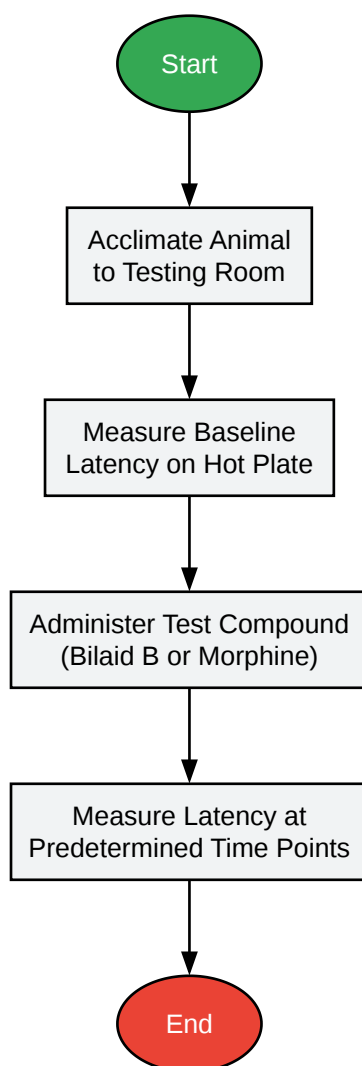 Start
Acclimate Animal
to Testing Room
Measure Baseline
Latency on Hot Plate
Administer Test Compound
(Bilaid B or Morphine)
Measure Latency at
Predetermined Time Points
End